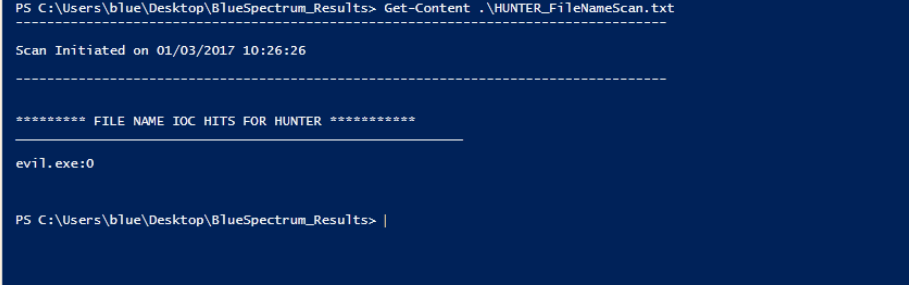 PS C:\Users\blue\Desktop\BlueSpectrum_Results> Get-Content .\HUNTER_FileNameScan.txt
-----------------------------------------------------------------------------------
Scan Initiated on 01/03/2017 10:26:26
-----------------------------------------------------------------------------------
********* FILE NAME IOC HITS FOR HUNTER ***********
_________________________________________________________
evil.exe:0
PS C:\Users\blue\Desktop\BlueSpectrum_Results>